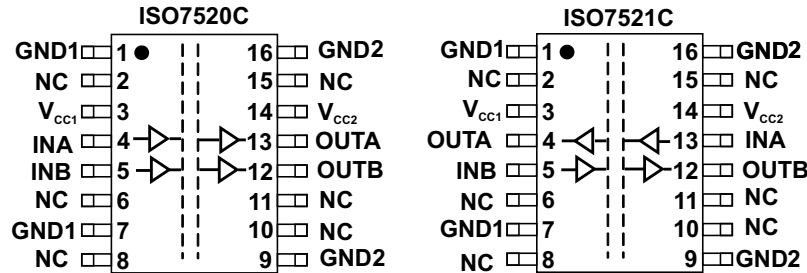 ISO7520C
GND1 1 16 GND2
NC 2 15 NC
VCC1 3 14 VCC2
INA 4 13 OUTA
INB 5 12 OUTB
NC 6 11 NC
GND1 7 10 NC
NC 8 9 GND2
ISO7521C
GND1 1 16 GND2
NC 2 15 NC
VCC1 3 14 VCC2
OUTA 4 13 INA
INB 5 12 OUTB
NC 6 11 NC
GND1 7 10 NC
NC 8 9 GND2